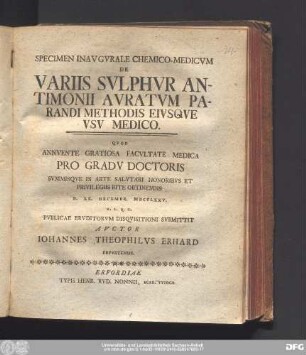 SPECIMEN INAVGVRALE CHEMICO-MEDICVM
DE
VARIIS SVLPHVR AN-
TIMONII AVRATVM PA-
RANDI METHODIS EIVSQVE
VSV MEDICO.
QVOD
ANNVENTE GRATIOSA FACVLTATE MEDICA
PRO GRADV DOCTORIS
SVMMISQVE IN ARTE SALVTARI HONORIBVS ET
PRIVILEGIIS RITE OBTINENDIS
DECEMBR. MDCCLXXV.
PVBLICAE ERVDITORVM DISQVISITIONI SVBMITTIT
AVCTOR
IOHANNES THEOPHILVS ERHARD
ERFORDIAE
TYPIS HENR. RVD. NONNII,